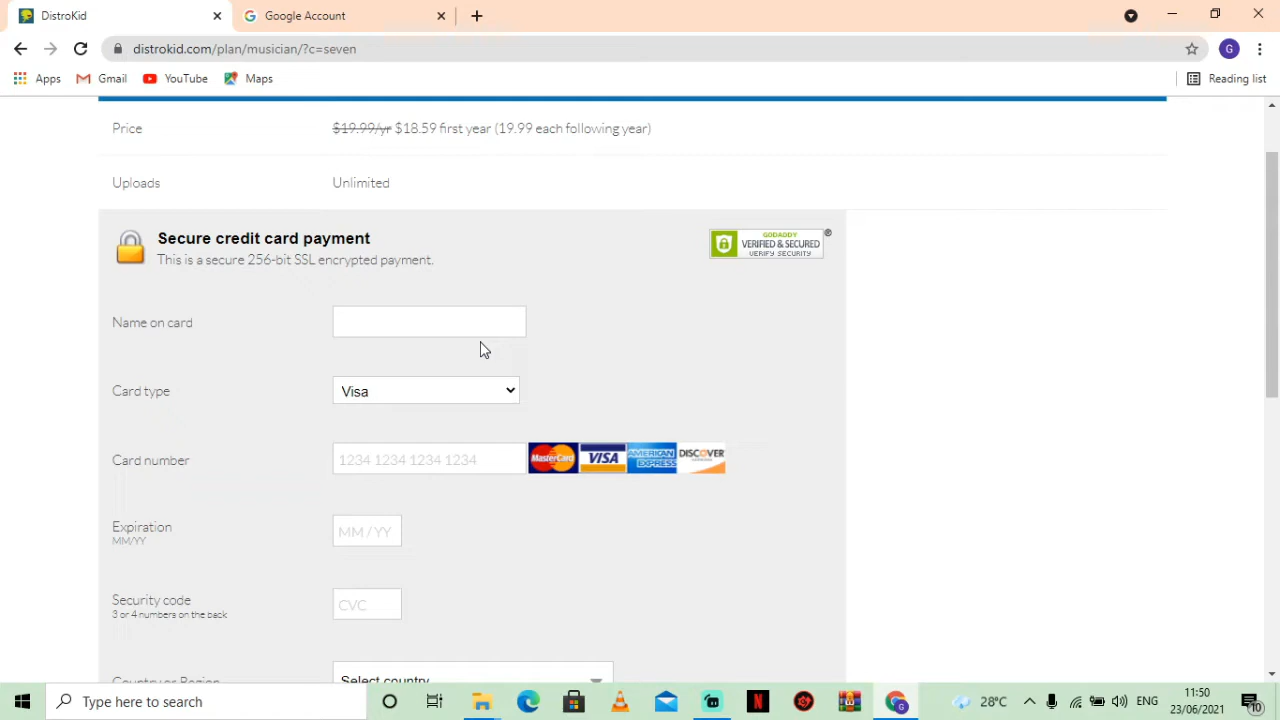 DistroKid
Google Account
distrokid.com/plan/musician/?c=seven
G
Apps
Gmail
YouTube
Maps
Reading list
Price
$19.99/yr $18.59 first year (19.99 each following year)
Uploads
Unlimited
Secure credit card payment
This is a secure 256-bit SSL encrypted payment.
GODADDY
VERIFIED & SECURED
VERIFY SECURITY
®
Name on card
Card type
Visa
Card number
1234 1234 1234 1234
MasterCard
VISA
AMERICAN EXPRESS
DISCOVER
Expiration
MM/YY
MM / YY
Security code
3 or 4 numbers on the back
CVC
Country or Region
Select country
Type here to search
28°C
ENG
11:50
23/06/2021
10